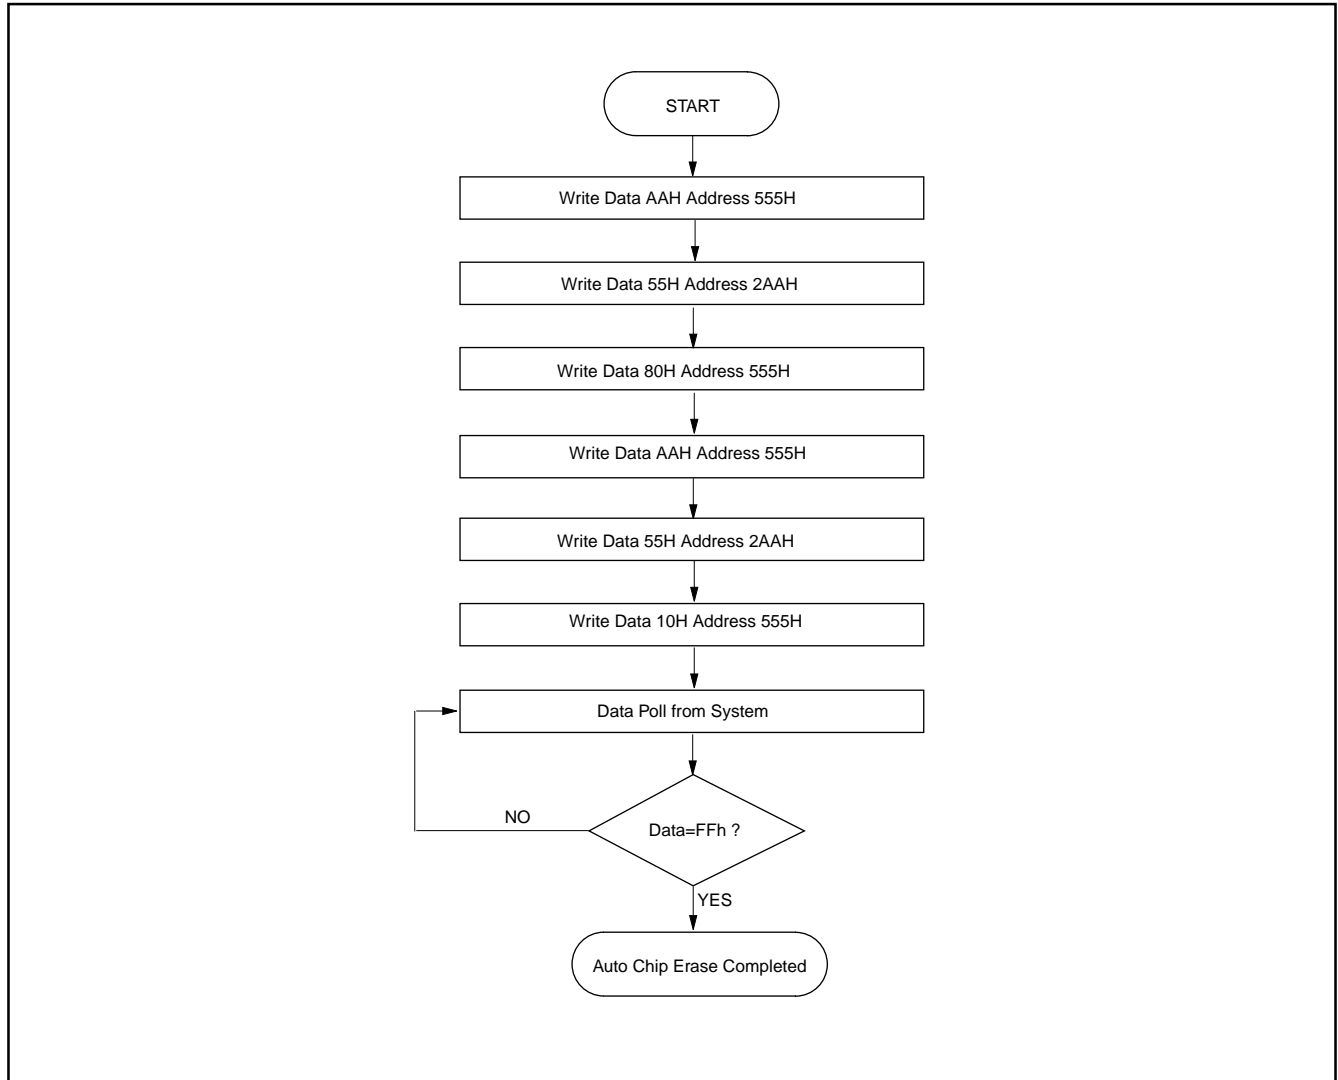 START
Write Data AAH Address 555H
Write Data 55H Address 2AAH
Write Data 80H Address 555H
Write Data AAH Address 555H
Write Data 55H Address 2AAH
Write Data 10H Address 555H
Data Poll from System
NO
Data=FFh ?
YES
Auto Chip Erase Completed